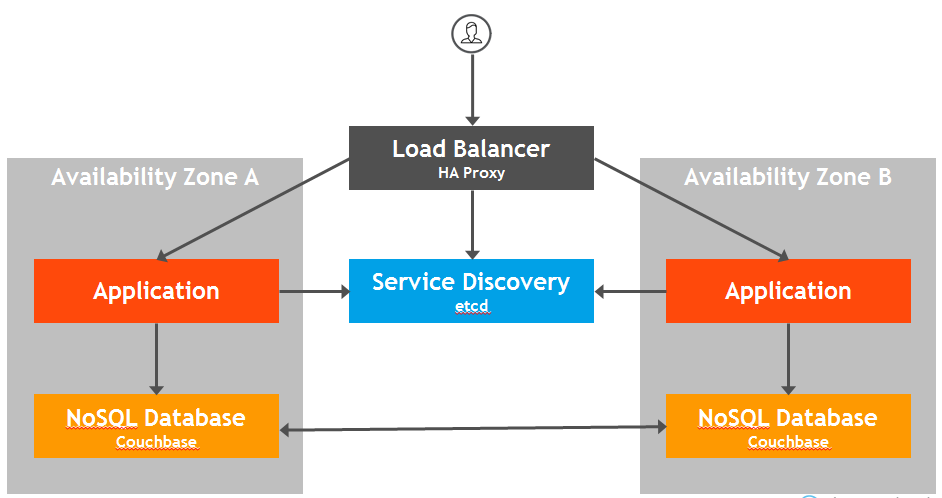 Load Balancer
HA Proxy
Availability Zone A
Availability Zone B
Application
Service Discovery
etcd
Application
NoSQL Database
Couchbase
NoSQL Database
Couchbase